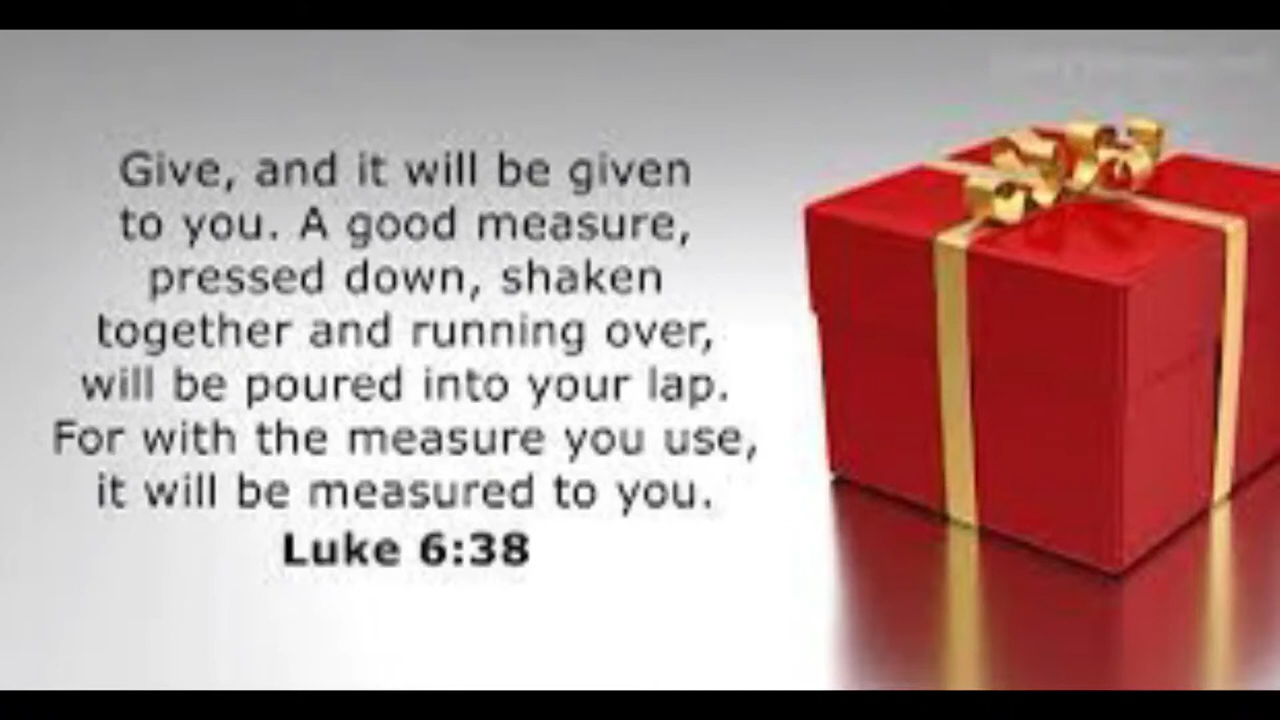 Give, and it will be given
to you. A good measure,
pressed down, shaken
together and running over,
will be poured into your lap.
For with the measure you use,
it will be measured to you.
Luke 6:38